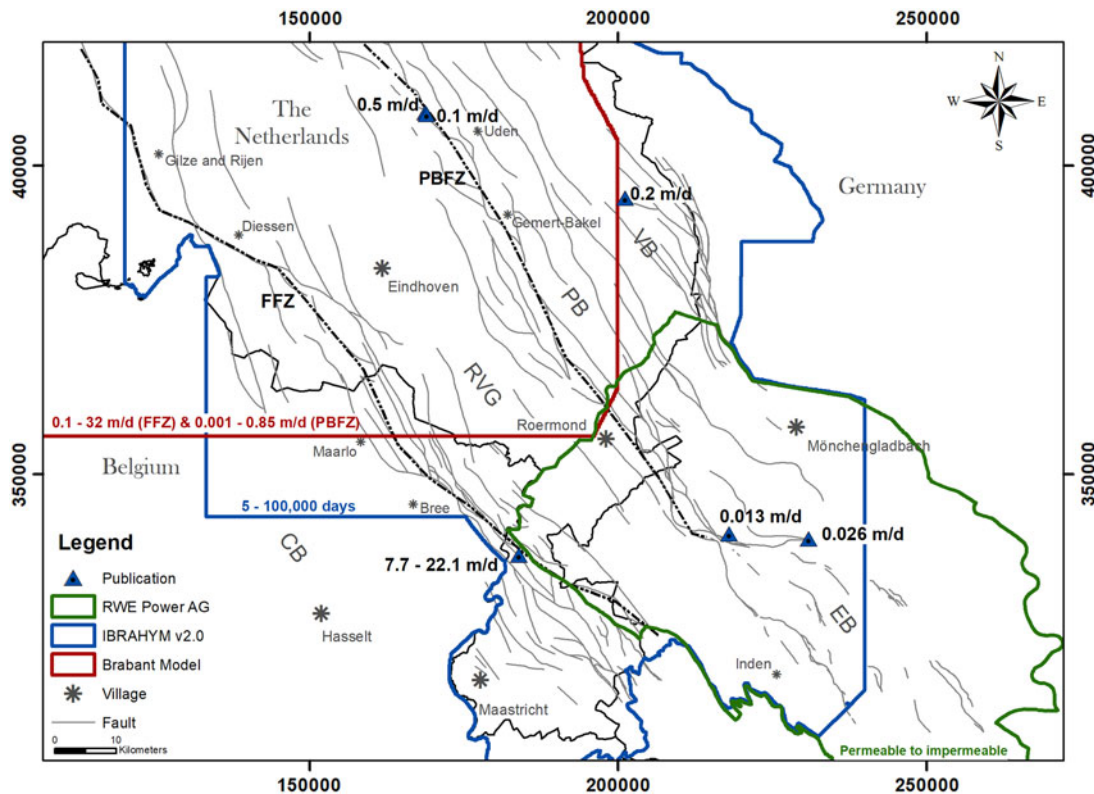 150000
200000
250000
N
W E
S
The
Netherlands
0.5 m/d
0.1 m/d
Uden
Gilze and Rijen
400000
400000
PBFZ
Germany
0.2 m/d
Gemert-Bakel
Diessen
VB
Eindhoven
FFZ
PB
RVG
0.1 - 32 m/d (FFZ) & 0.001 - 0.85 m/d (PBFZ)
Roermond
Mönchengladbach
Maarlo
Belgium
350000
350000
5 - 100,000 days
Bree
0.013 m/d
0.026 m/d
CB
7.7 - 22.1 m/d
Legend
Publication
RWE Power AG
IBRAHYM v2.0
Brabant Model
Village
Fault
0 10
Kilometers
Hasselt
EB
Inden
Maastricht
Permeable to impermeable
150000
200000
250000